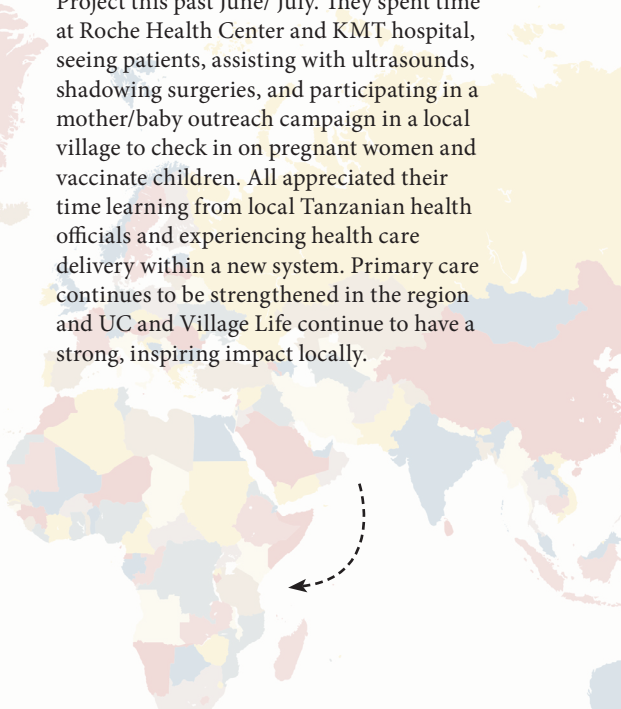 Project this past June/ July. They spent time
at Roche Health Center and KMT hospital,
seeing patients, assisting with ultrasounds,
shadowing surgeries, and participating in a
mother/baby outreach campaign in a local
village to check in on pregnant women and
vaccinate children. All appreciated their
time learning from local Tanzanian health
officials and experiencing health care
delivery within a new system. Primary care
continues to be strengthened in the region
and UC and Village Life continue to have a
strong, inspiring impact locally.